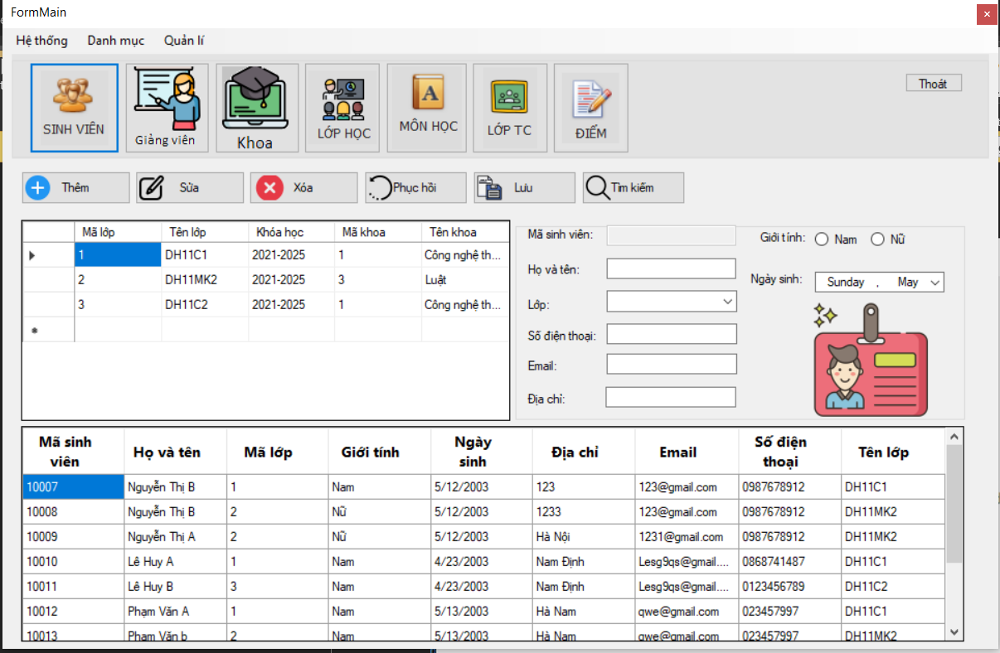 FormMain
Hệ thống Danh mục Quản lí
SINH VIÊN Giảng viên Khoa LỚP HỌC A MÔN HỌC LỚP TC ĐIỂM Thoát
Thêm Sửa Xóa Phục hồi Lưu Tìm kiếm
Mã lớp Tên lớp Khóa học Mã khoa Tên khoa
1 DH11C1 2021-2025 1 Công nghệ th...
2 DH11MK2 2021-2025 3 Luật
3 DH11C2 2021-2025 1 Công nghệ th...
Mã sinh viên:
Họ và tên:
Lớp:
Số điện thoại:
Email:
Địa chỉ:
Giới tính: Nam Nữ
Ngày sinh: Sunday , May
Mã sinh viên Họ và tên Mã lớp Giới tính Ngày sinh Địa chỉ Email Số điện thoại Tên lớp
10007 Nguyễn Thị B 1 Nam 5/12/2003 123 123@gmail.com 0987678912 DH11C1
10008 Nguyễn Thị B 2 Nữ 5/12/2003 1233 123@gmail.com 0987678912 DH11MK2
10009 Nguyễn Thị A 2 Nữ 5/12/2003 Hà Nội 1231@gmail.com 0987678912 DH11MK2
10010 Lê Huy A 1 Nam 4/23/2003 Nam Định Lesg9qs@gmail.... 0868741487 DH11C1
10011 Lê Huy B 3 Nam 4/23/2003 Nam Định Lesg9qs@gmail.... 0123456789 DH11C2
10012 Phạm Văn A 1 Nam 5/13/2003 Hà Nam qwe@gmail.com 023457997 DH11C1
10013 Phạm Văn b 2 Nam 5/13/2003 Hà Nam qwe@gmail.com 023457997 DH11MK2